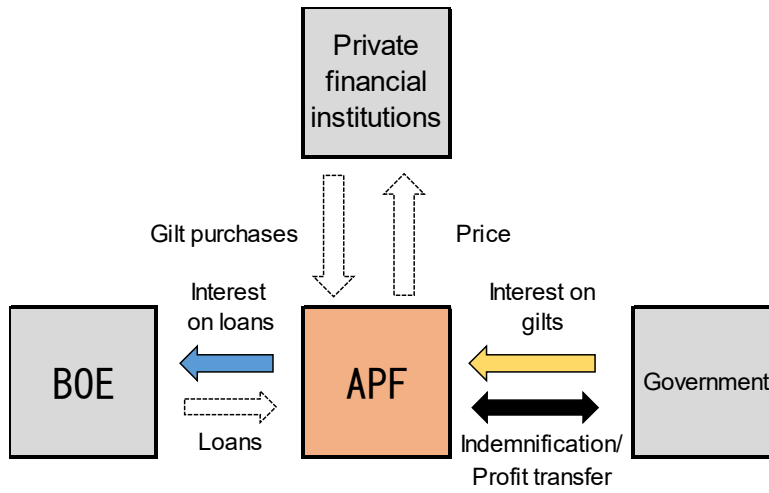 Private
financial
institutions
Gilt purchases
Price
Interest
on loans
Interest on
gilts
BOE
APF
Government
Loans
Indemnification/
Profit transfer